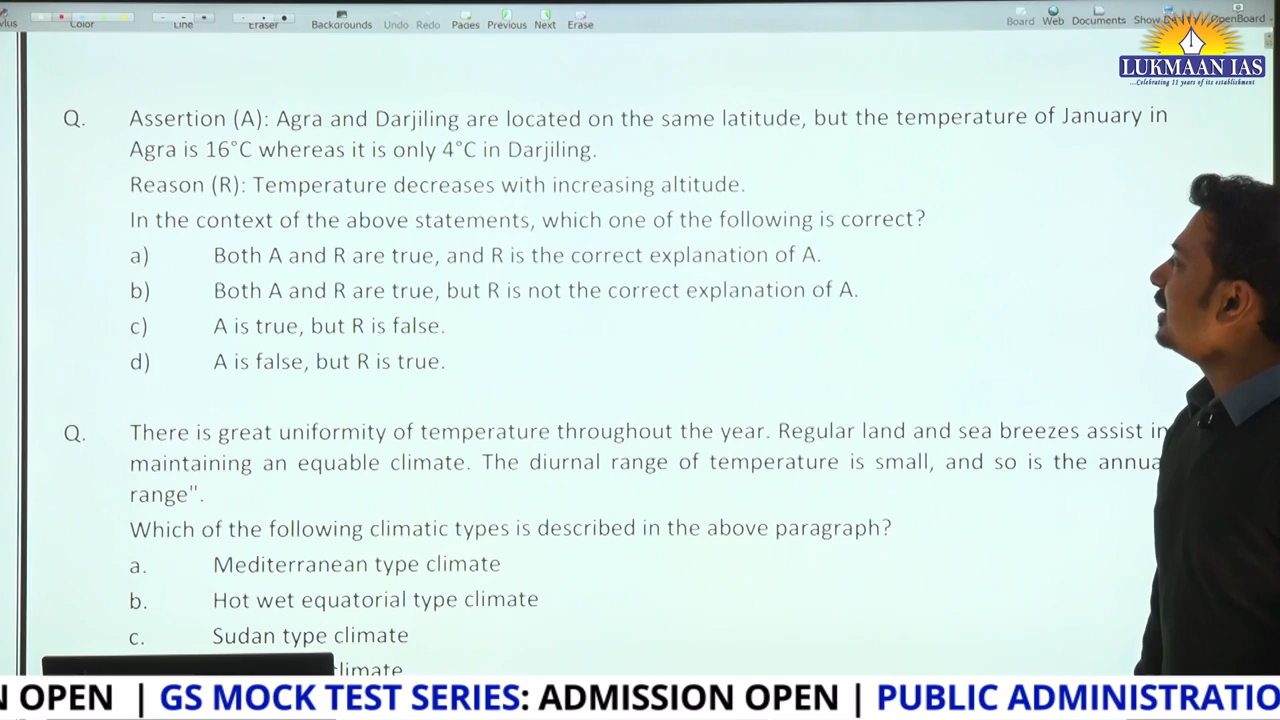 Color Line Eraser Backgrounds Undo Redo Pages Previous Next Erase Board Web Documents Show OpenBoard
LUKMAAN IAS
...Celebrating 11 years of its establishment
Q. Assertion (A): Agra and Darjiling are located on the same latitude, but the temperature of January in
Agra is 16°C whereas it is only 4°C in Darjiling.
Reason (R): Temperature decreases with increasing altitude.
In the context of the above statements, which one of the following is correct?
a) Both A and R are true, and R is the correct explanation of A.
b) Both A and R are true, but R is not the correct explanation of A.
c) A is true, but R is false.
d) A is false, but R is true.
Q. There is great uniformity of temperature throughout the year. Regular land and sea breezes assist in
maintaining an equable climate. The diurnal range of temperature is small, and so is the annua
range".
Which of the following climatic types is described in the above paragraph?
a. Mediterranean type climate
b. Hot wet equatorial type climate
c. Sudan type climate
climate
N OPEN | GS MOCK TEST SERIES: ADMISSION OPEN | PUBLIC ADMINISTRATIO